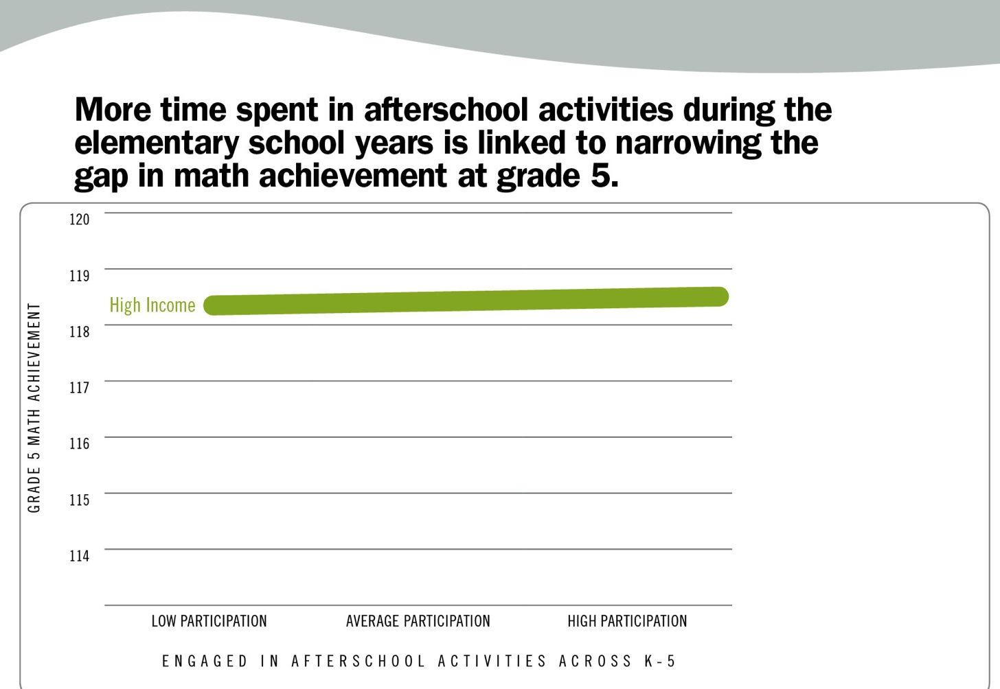 More time spent in afterschool activities during the
elementary school years is linked to narrowing the
gap in math achievement at grade 5.
120
119
High Income
118
117
116
115
114
GRADE 5 MATH ACHIEVEMENT
LOW PARTICIPATION
AVERAGE PARTICIPATION
HIGH PARTICIPATION
ENGAGED IN AFTERSCHOOL ACTIVITIES ACROSS K-5